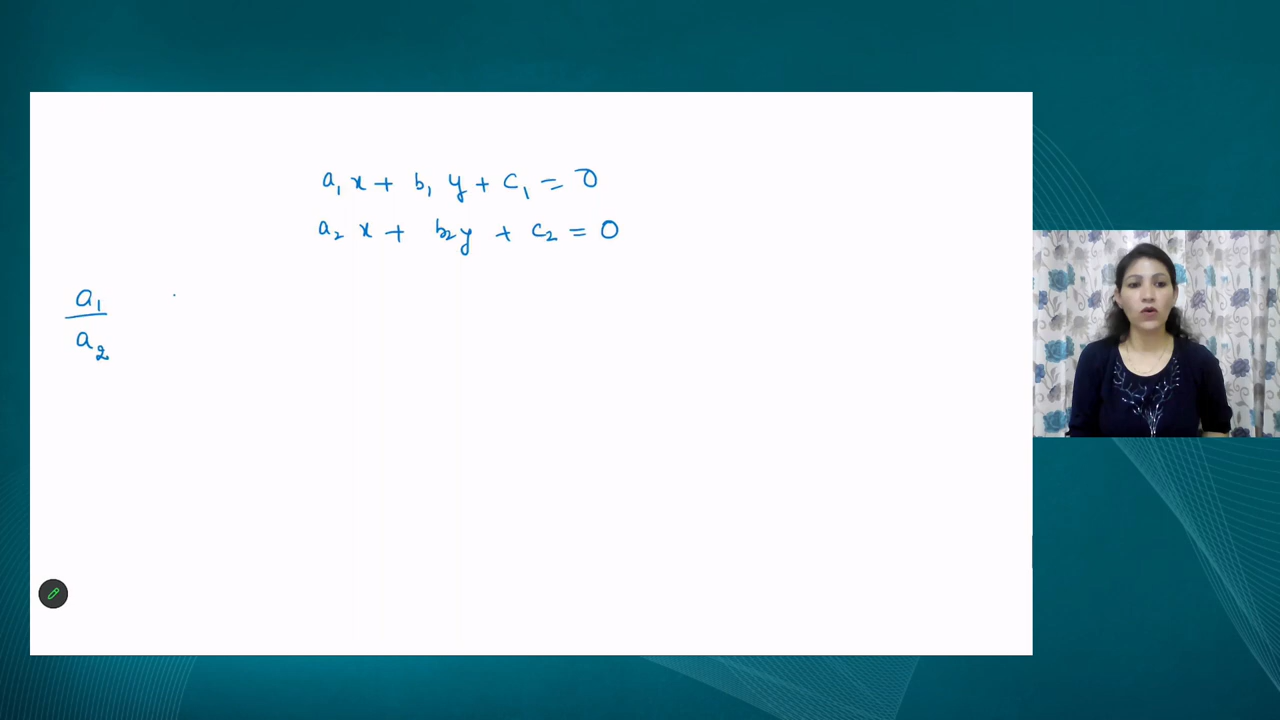 a₁x + b₁y + c₁ = 0
a₂x + b₂y + c₂ = 0
a₁
a₂